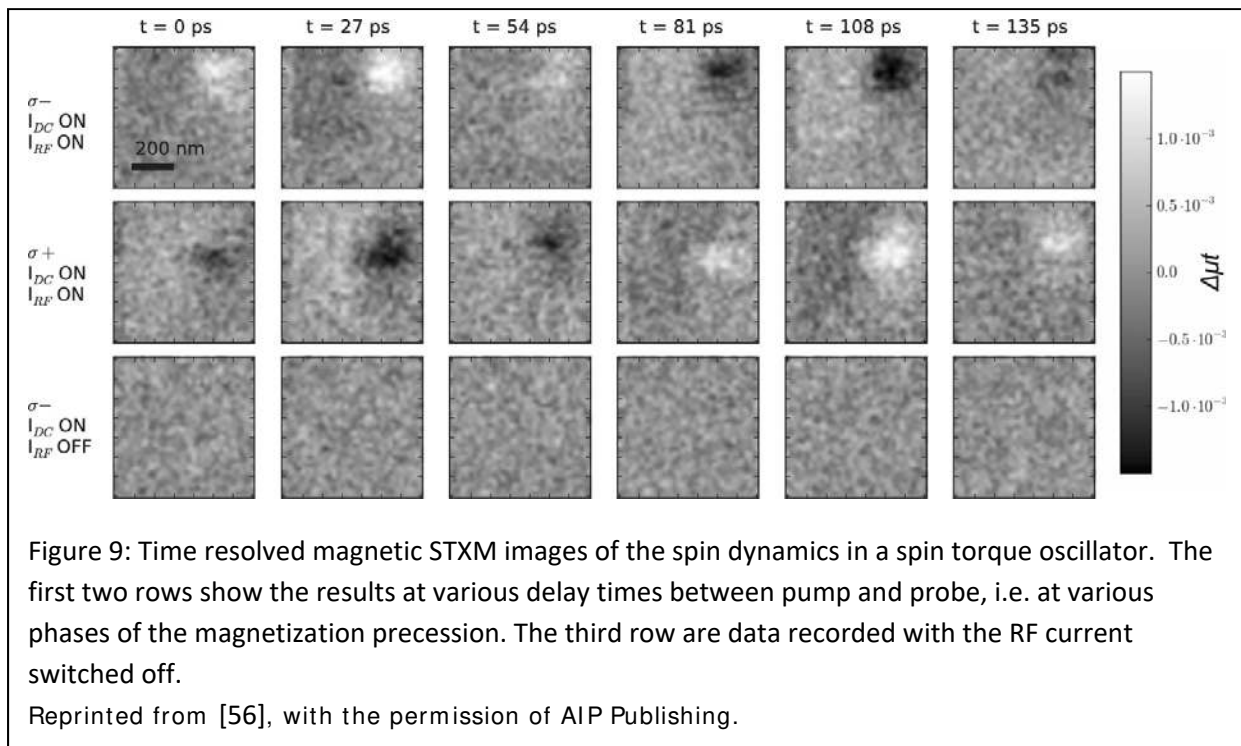 t = 0 ps t = 27 ps t = 54 ps t = 81 ps t = 108 ps t = 135 ps
σ−
I_DC ON
I_RF ON
200 nm
σ+
I_DC ON
I_RF ON
σ−
I_DC ON
I_RF OFF
1.0·10⁻³
0.5·10⁻³
0.0
−0.5·10⁻³
−1.0·10⁻³
Δμt
Figure 9: Time resolved magnetic STXM images of the spin dynamics in a spin torque oscillator. The
first two rows show the results at various delay times between pump and probe, i.e. at various
phases of the magnetization precession. The third row are data recorded with the RF current
switched off.
Reprinted from [56], with the permission of AIP Publishing.